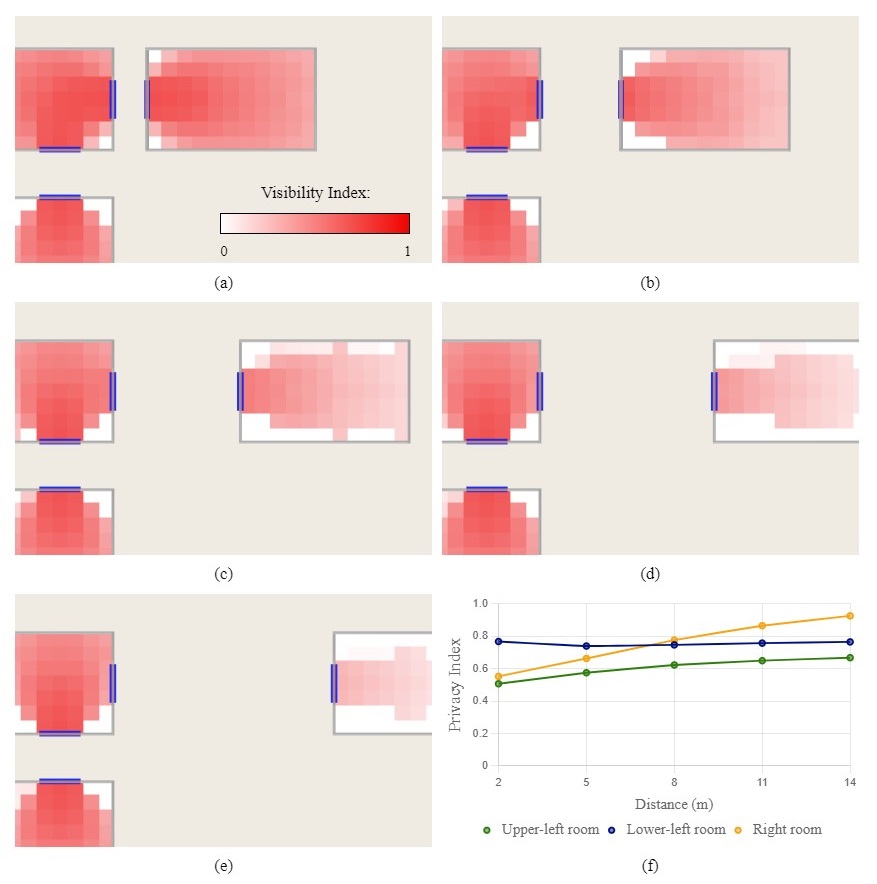 Visibility Index:
0 1
(a) (b)
(c) (d)
1.0
0.8
0.6
0.4
0.2
0
Privacy Index
2 5 8 11 14
Distance (m)
Upper-left room Lower-left room Right room
(e) (f)